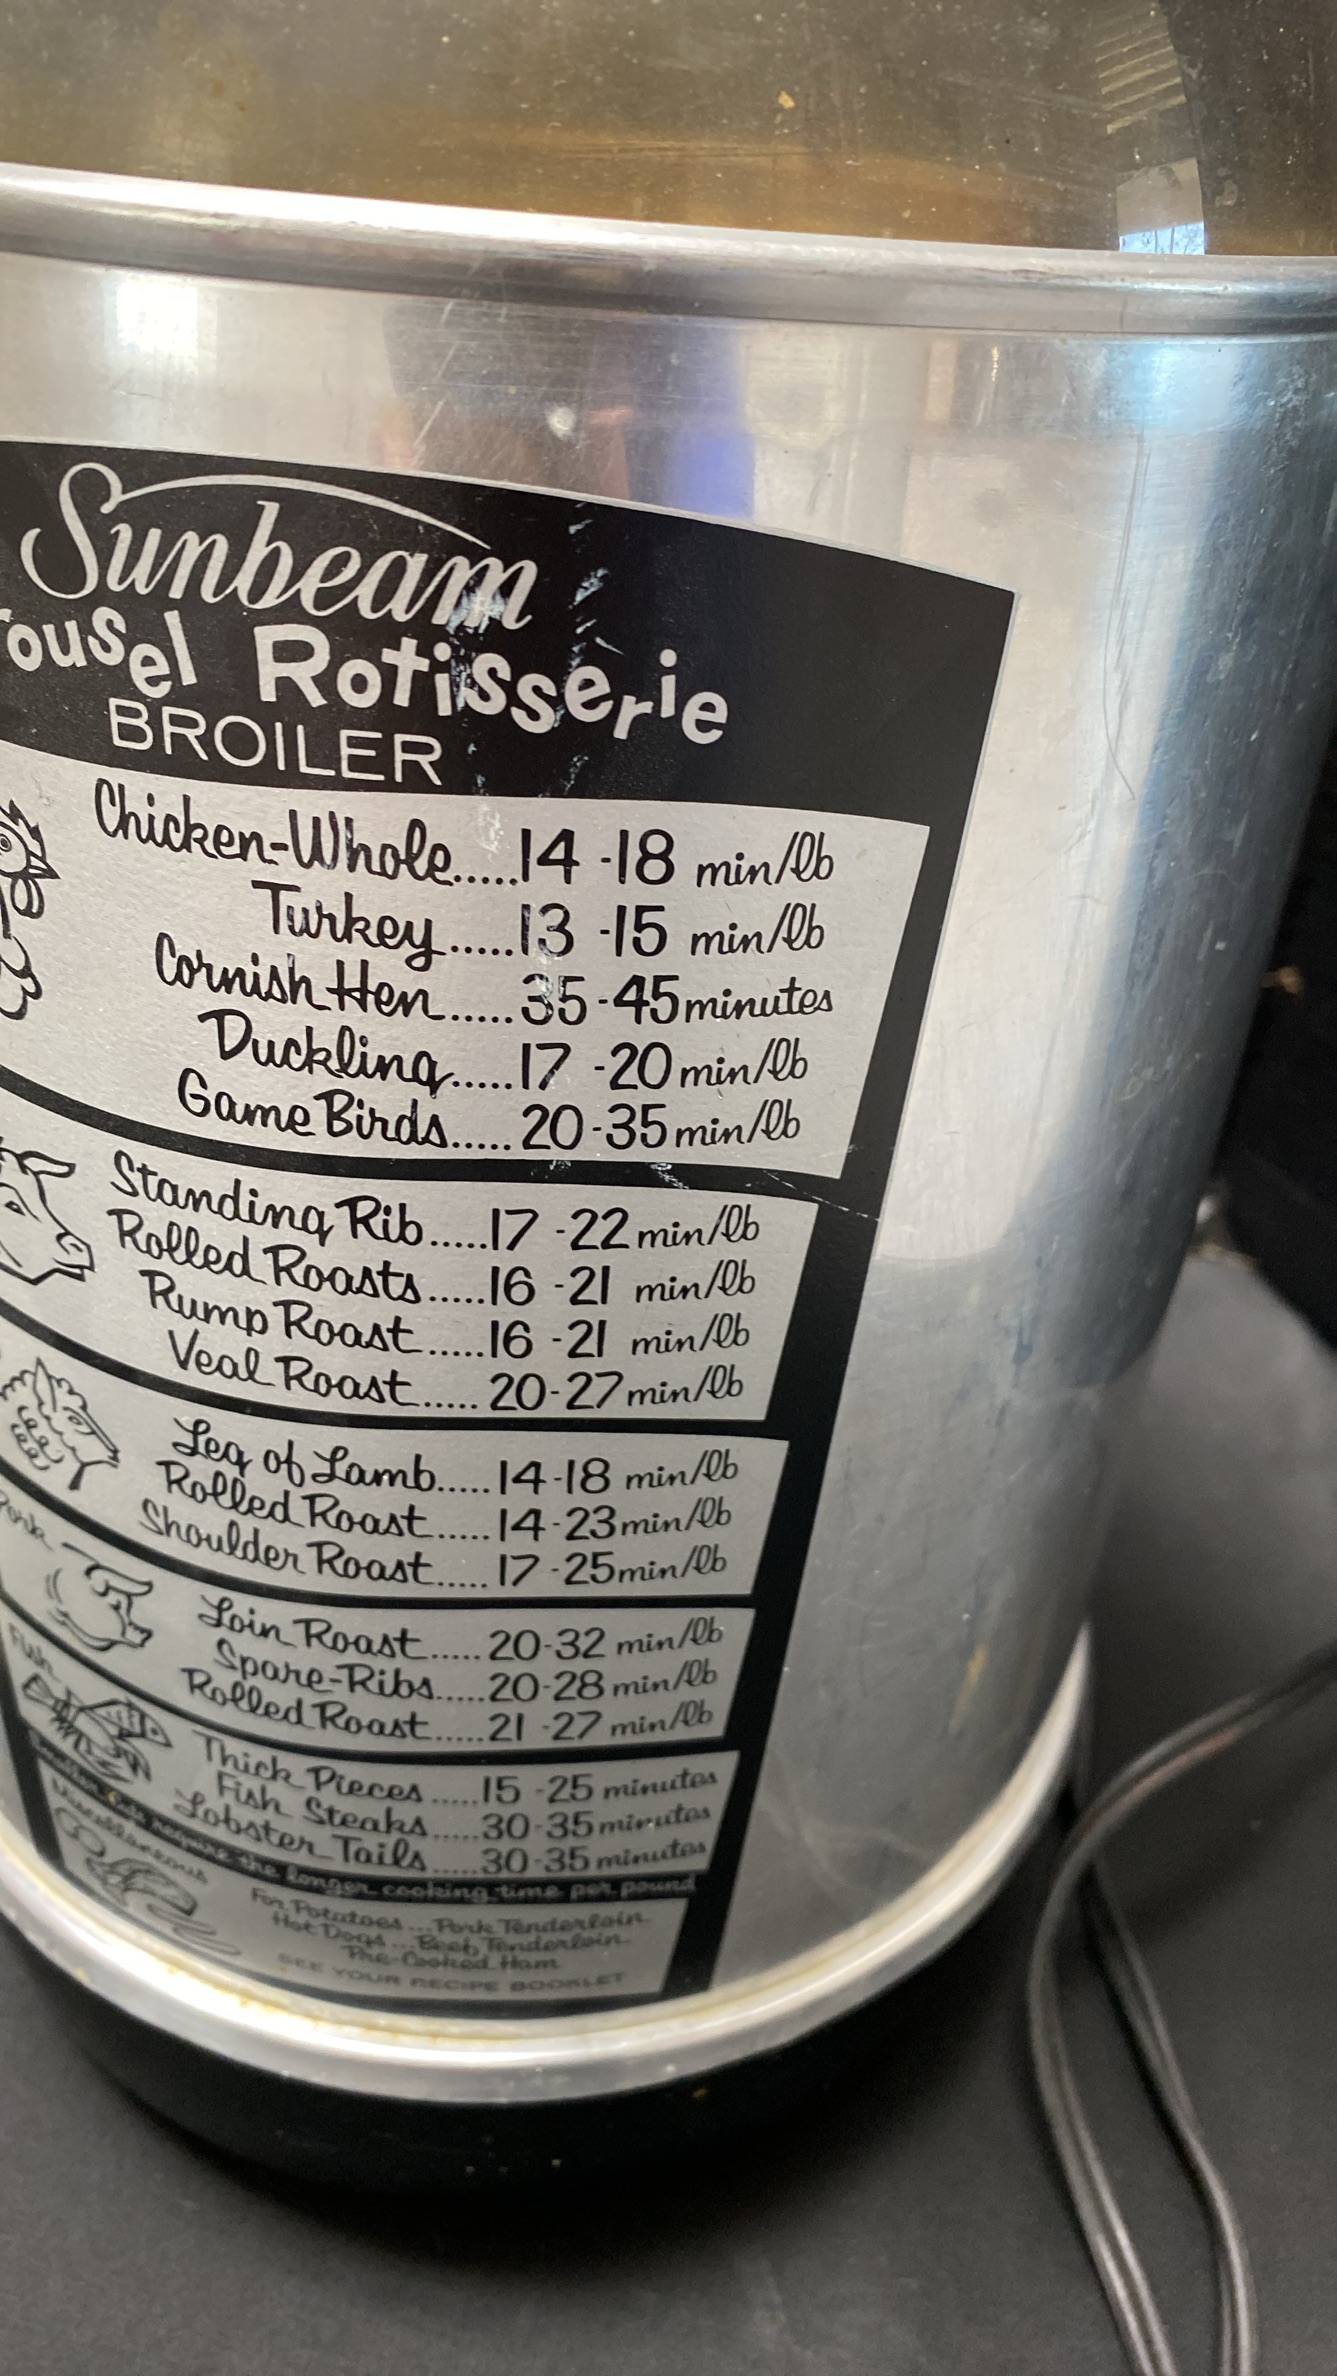 Sunbeam
rousel Rotisserie
BROILER
Chicken-Whole.....14 -18 min/lb
Turkey.....13 -15 min/lb
Cornish Hen.....35-45 minutes
Duckling.....17 -20 min/lb
Game Birds.....20-35 min/lb
Standing Rib.....17 -22 min/lb
Rolled Roasts.....16 -21 min/lb
Rump Roast.....16 -21 min/lb
Veal Roast.....20-27 min/lb
Leg of Lamb.....14-18 min/lb
Rolled Roast.....14-23 min/lb
Shoulder Roast.....17 -25 min/lb
Pork
Loin Roast.....20-32 min/lb
Spare-Ribs.....20-28 min/lb
Rolled Roast.....21 -27 min/lb
Fish
Thick Pieces.....15 -25 minutes
Fish Steaks.....30-35 minutes
Lobster Tails.....30-35 minutes
Smaller cuts require the longer cooking time per pound
Miscellaneous
For Potatoes...Pork Tenderloin
Hot Dogs...Beef Tenderloin
Pre-Cooked Ham
SEE YOUR RECIPE BOOKLET